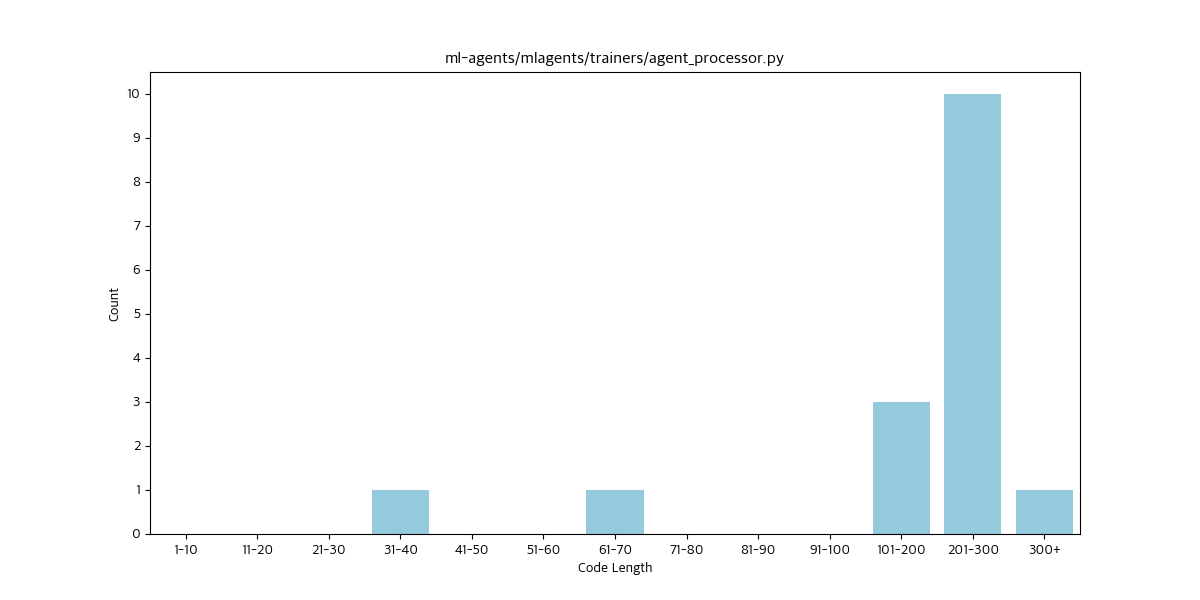 ml-agents/mlagents/trainers/agent_processor.py
10
9
8
7
6
5
4
3
2
1
0
Count
1-10 11-20 21-30 31-40 41-50 51-60 61-70 71-80 81-90 91-100 101-200 201-300 300+
Code Length